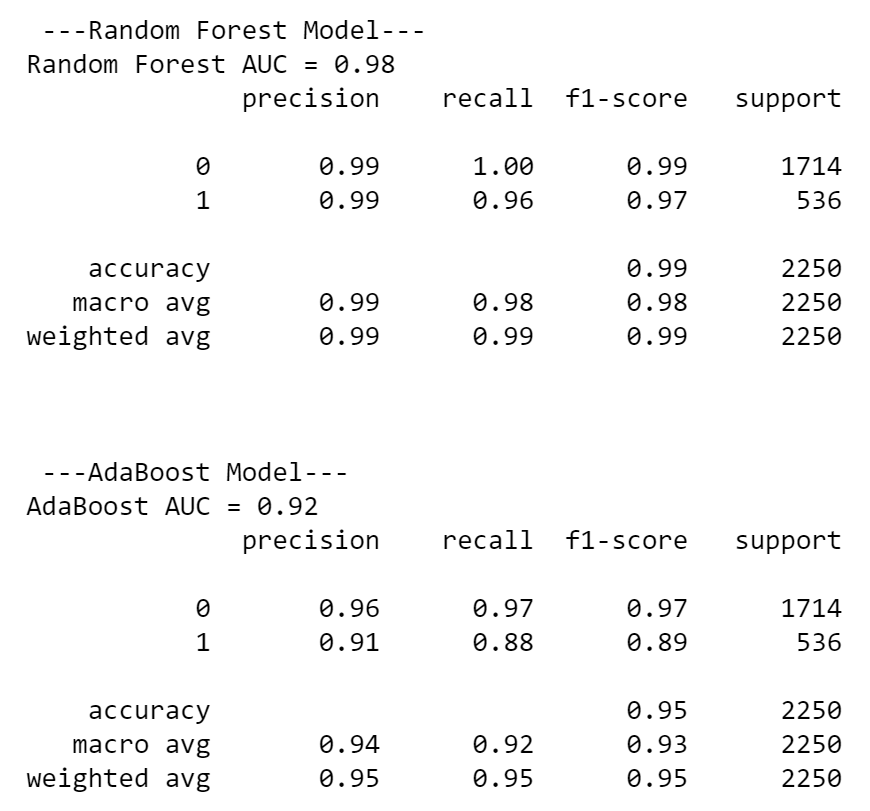 ---Random Forest Model---
Random Forest AUC = 0.98
precision recall f1-score support
0 0.99 1.00 0.99 1714
1 0.99 0.96 0.97 536
accuracy 0.99 2250
macro avg 0.99 0.98 0.98 2250
weighted avg 0.99 0.99 0.99 2250
---AdaBoost Model---
AdaBoost AUC = 0.92
precision recall f1-score support
0 0.96 0.97 0.97 1714
1 0.91 0.88 0.89 536
accuracy 0.95 2250
macro avg 0.94 0.92 0.93 2250
weighted avg 0.95 0.95 0.95 2250